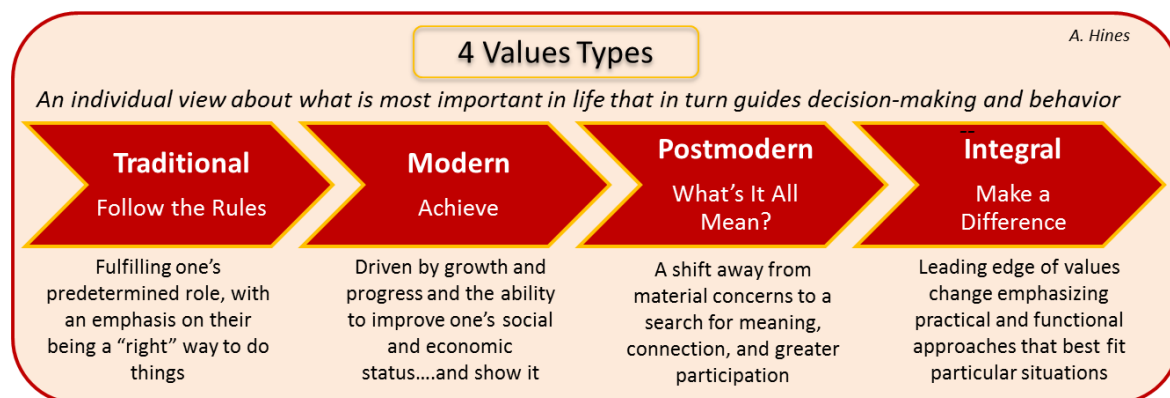 A. Hines
4 Values Types
An individual view about what is most important in life that in turn guides decision-making and behavior
Traditional
Follow the Rules
Fulfilling one's
predetermined role, with
an emphasis on their
being a “right” way to do
things
Modern
Achieve
Driven by growth and
progress and the ability
to improve one's social
and economic
status....and show it
Postmodern
What's It All
Mean?
A shift away from
material concerns to a
search for meaning,
connection, and greater
participation
Integral
Make a
Difference
Leading edge of values
change emphasizing
practical and functional
approaches that best fit
particular situations